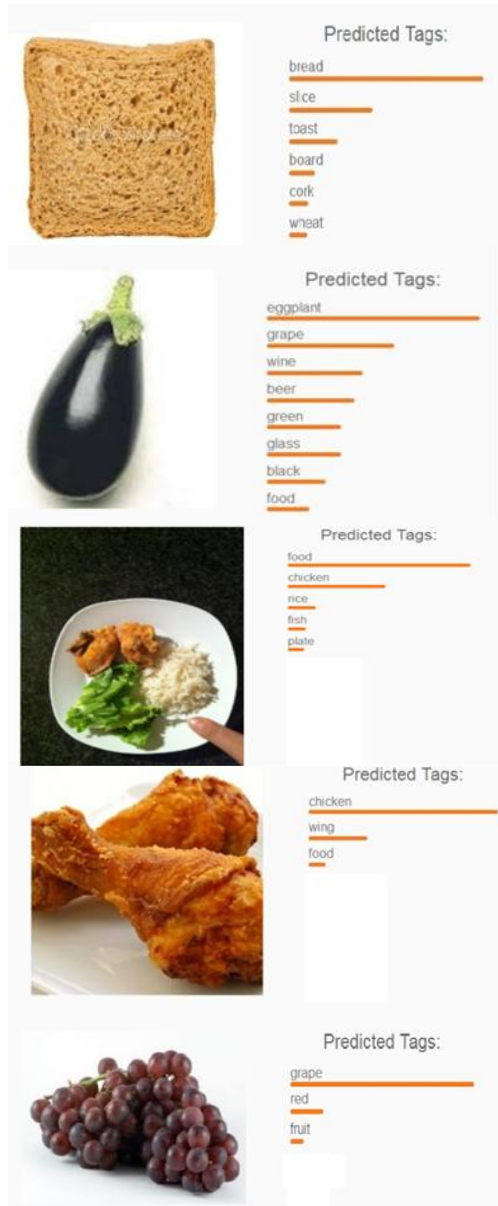 Predicted Tags:
bread
slice
toast
board
cork
wheat
Predicted Tags:
eggplant
grape
wine
beer
green
glass
black
food
Predicted Tags:
food
chicken
rice
fish
plate
Predicted Tags:
chicken
wing
food
Predicted Tags:
grape
red
fruit